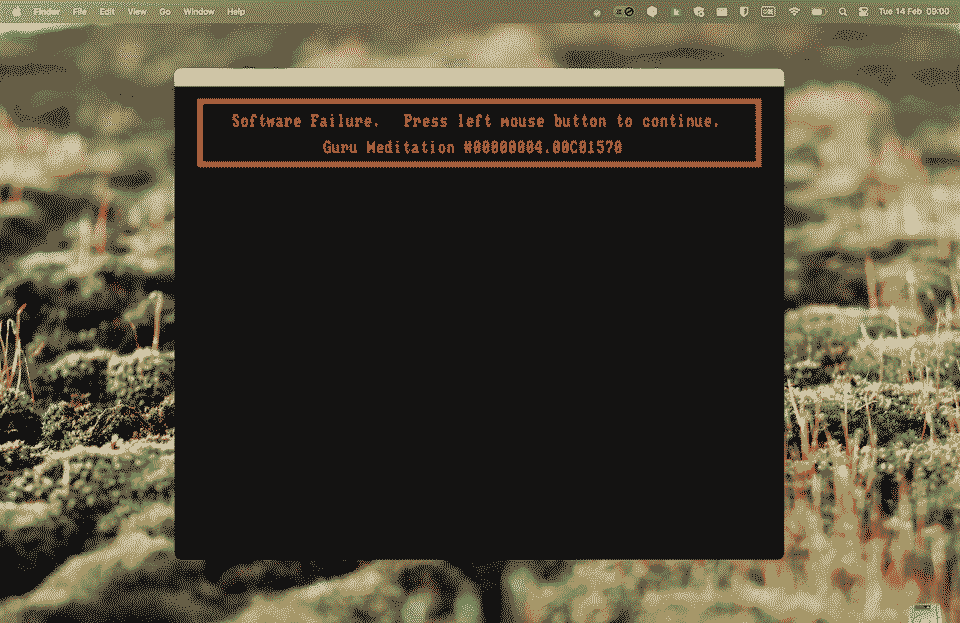 Finder File Edit View Go Window Help Tue 14 Feb 09:00
Software Failure. Press left mouse button to continue.
Guru Meditation #00000004.00C01570